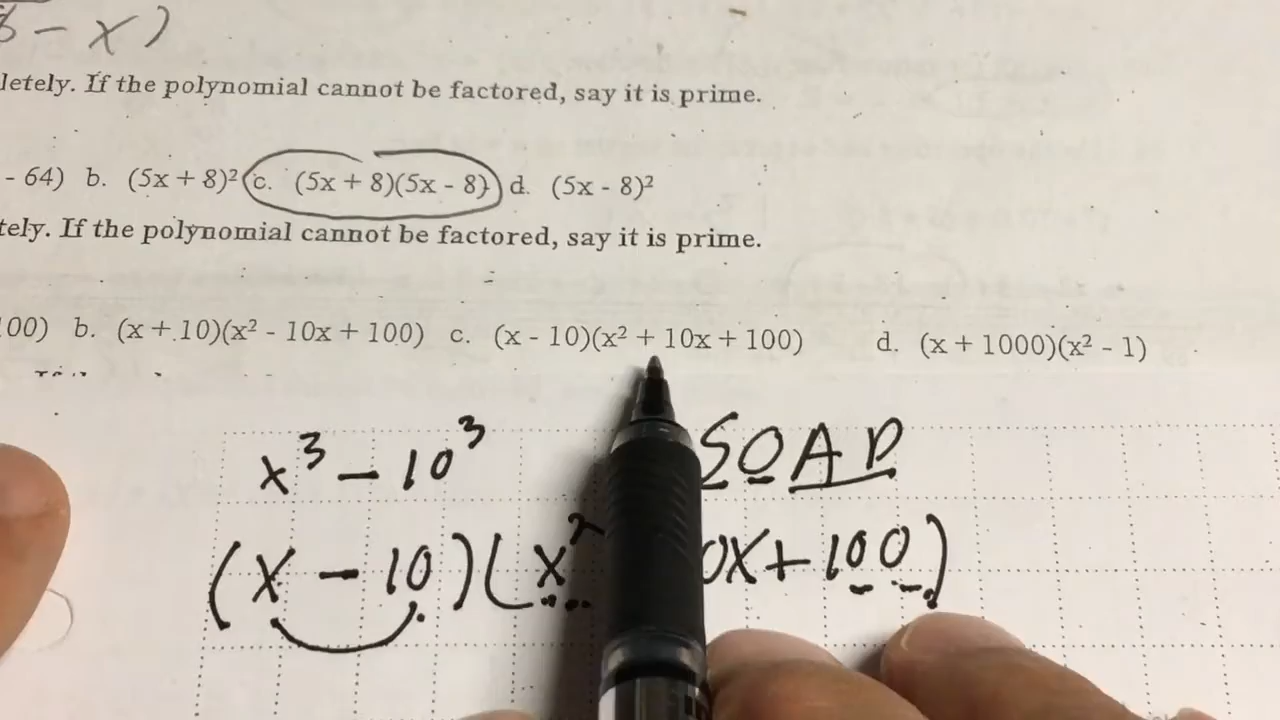 - x)
letely. If the polynomial cannot be factored, say it is prime.
- 64) b. (5x + 8)² c. (5x + 8)(5x - 8) d. (5x - 8)²
tely. If the polynomial cannot be factored, say it is prime.
00) b. (x + 10)(x² - 10x + 100) c. (x - 10)(x² + 10x + 100) d. (x + 1000)(x² - 1)
x³ - 10³ SOAP
(x - 10)(x² 0x + 100)